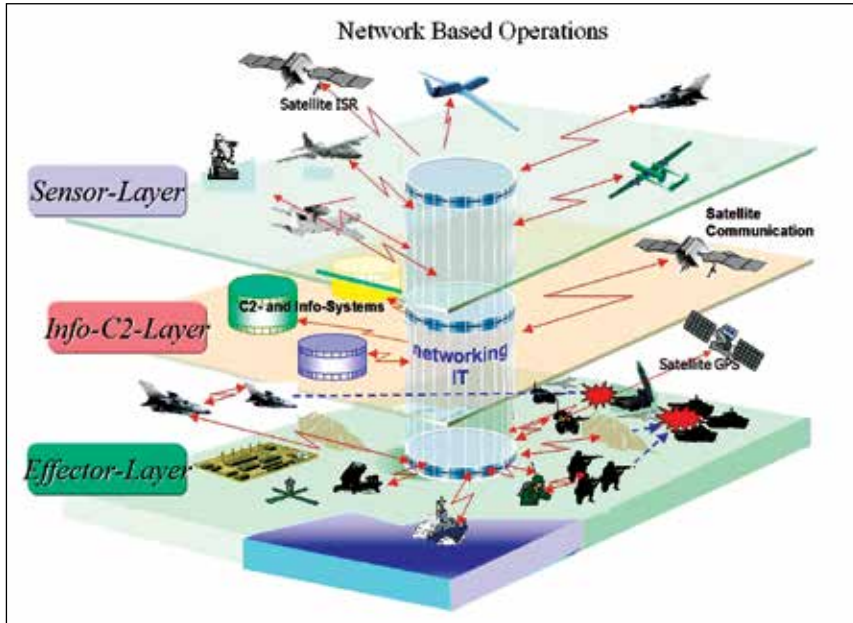 Network Based Operations
Satellite ISR
Sensor-Layer
Satellite
Communication
C2- and Info-Systems
Info-C2-Layer
networking
IT
Satellite GPS
Effector-Layer